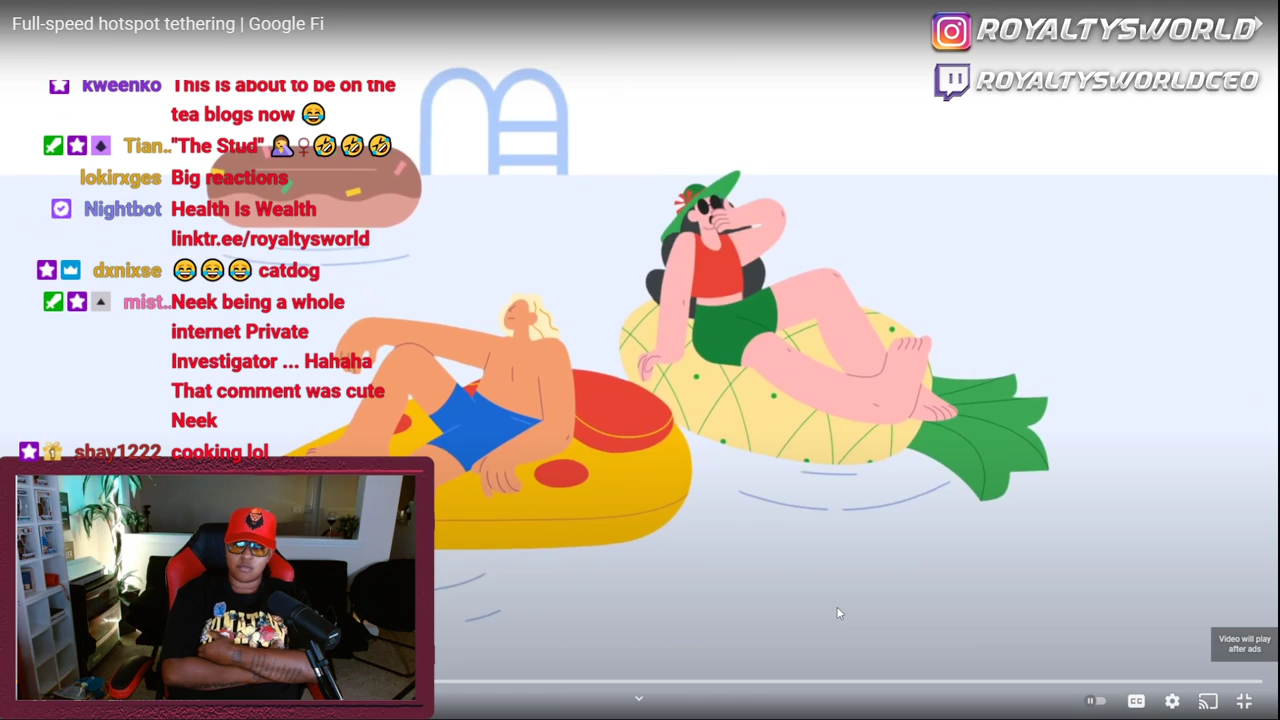 Full-speed hotspot tethering | Google Fi
ROYALTYSWORLD
ROYALTYSWORLDCEO
kweenko This is about to be on the
tea blogs now 😂
Tian.. "The Stud" 🤦‍♀ 🤣🤣🤣
lokirxges Big reactions
Nightbot Health Is Wealth
linktr.ee/royaltysworld
dxnixse 😂😂😂 catdog
mist.. Neek being a whole
internet Private
Investigator ... Hahaha
That comment was cute
Neek
shay1222 cooking lol
Video will play
after ads
CC